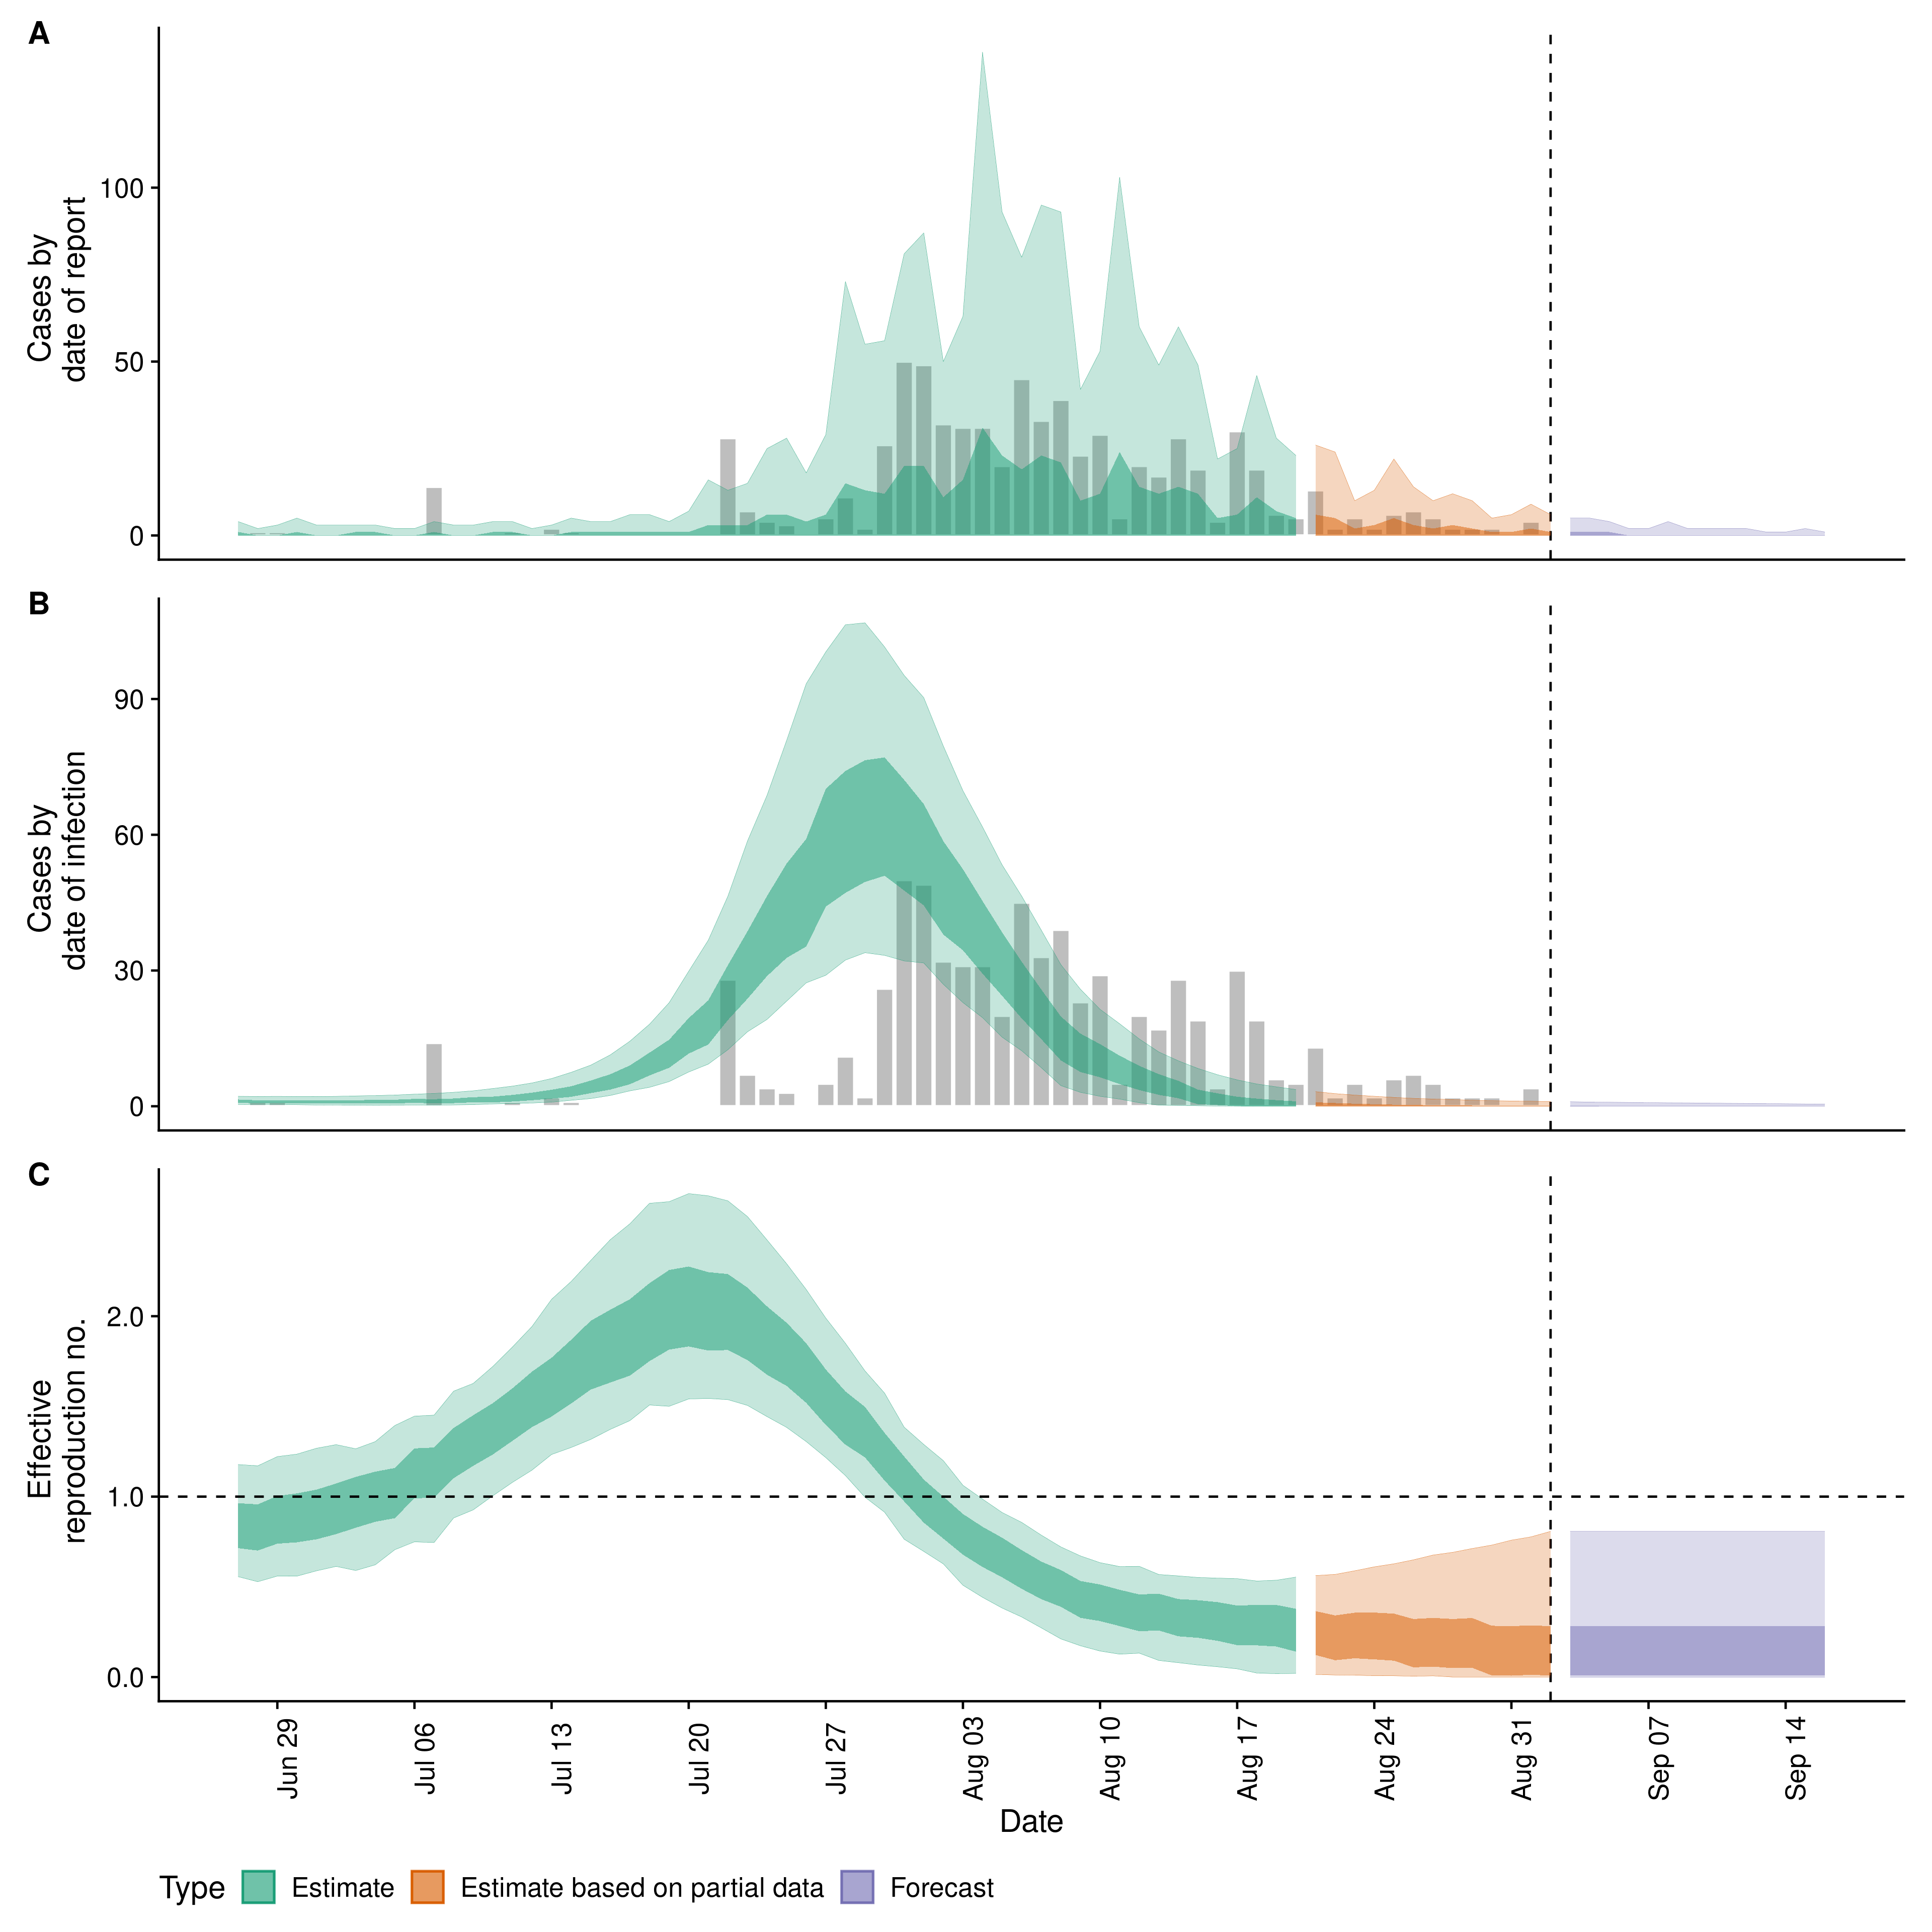 A
Cases by
date of report
100
50
0
B
Cases by
date of infection
90
60
30
0
C
Effective
reproduction no.
2.0
1.0
0.0
Jun 29
Jul 06
Jul 13
Jul 20
Jul 27
Aug 03
Aug 10
Aug 17
Aug 24
Aug 31
Sep 07
Sep 14
Date
Type Estimate Estimate based on partial data Forecast